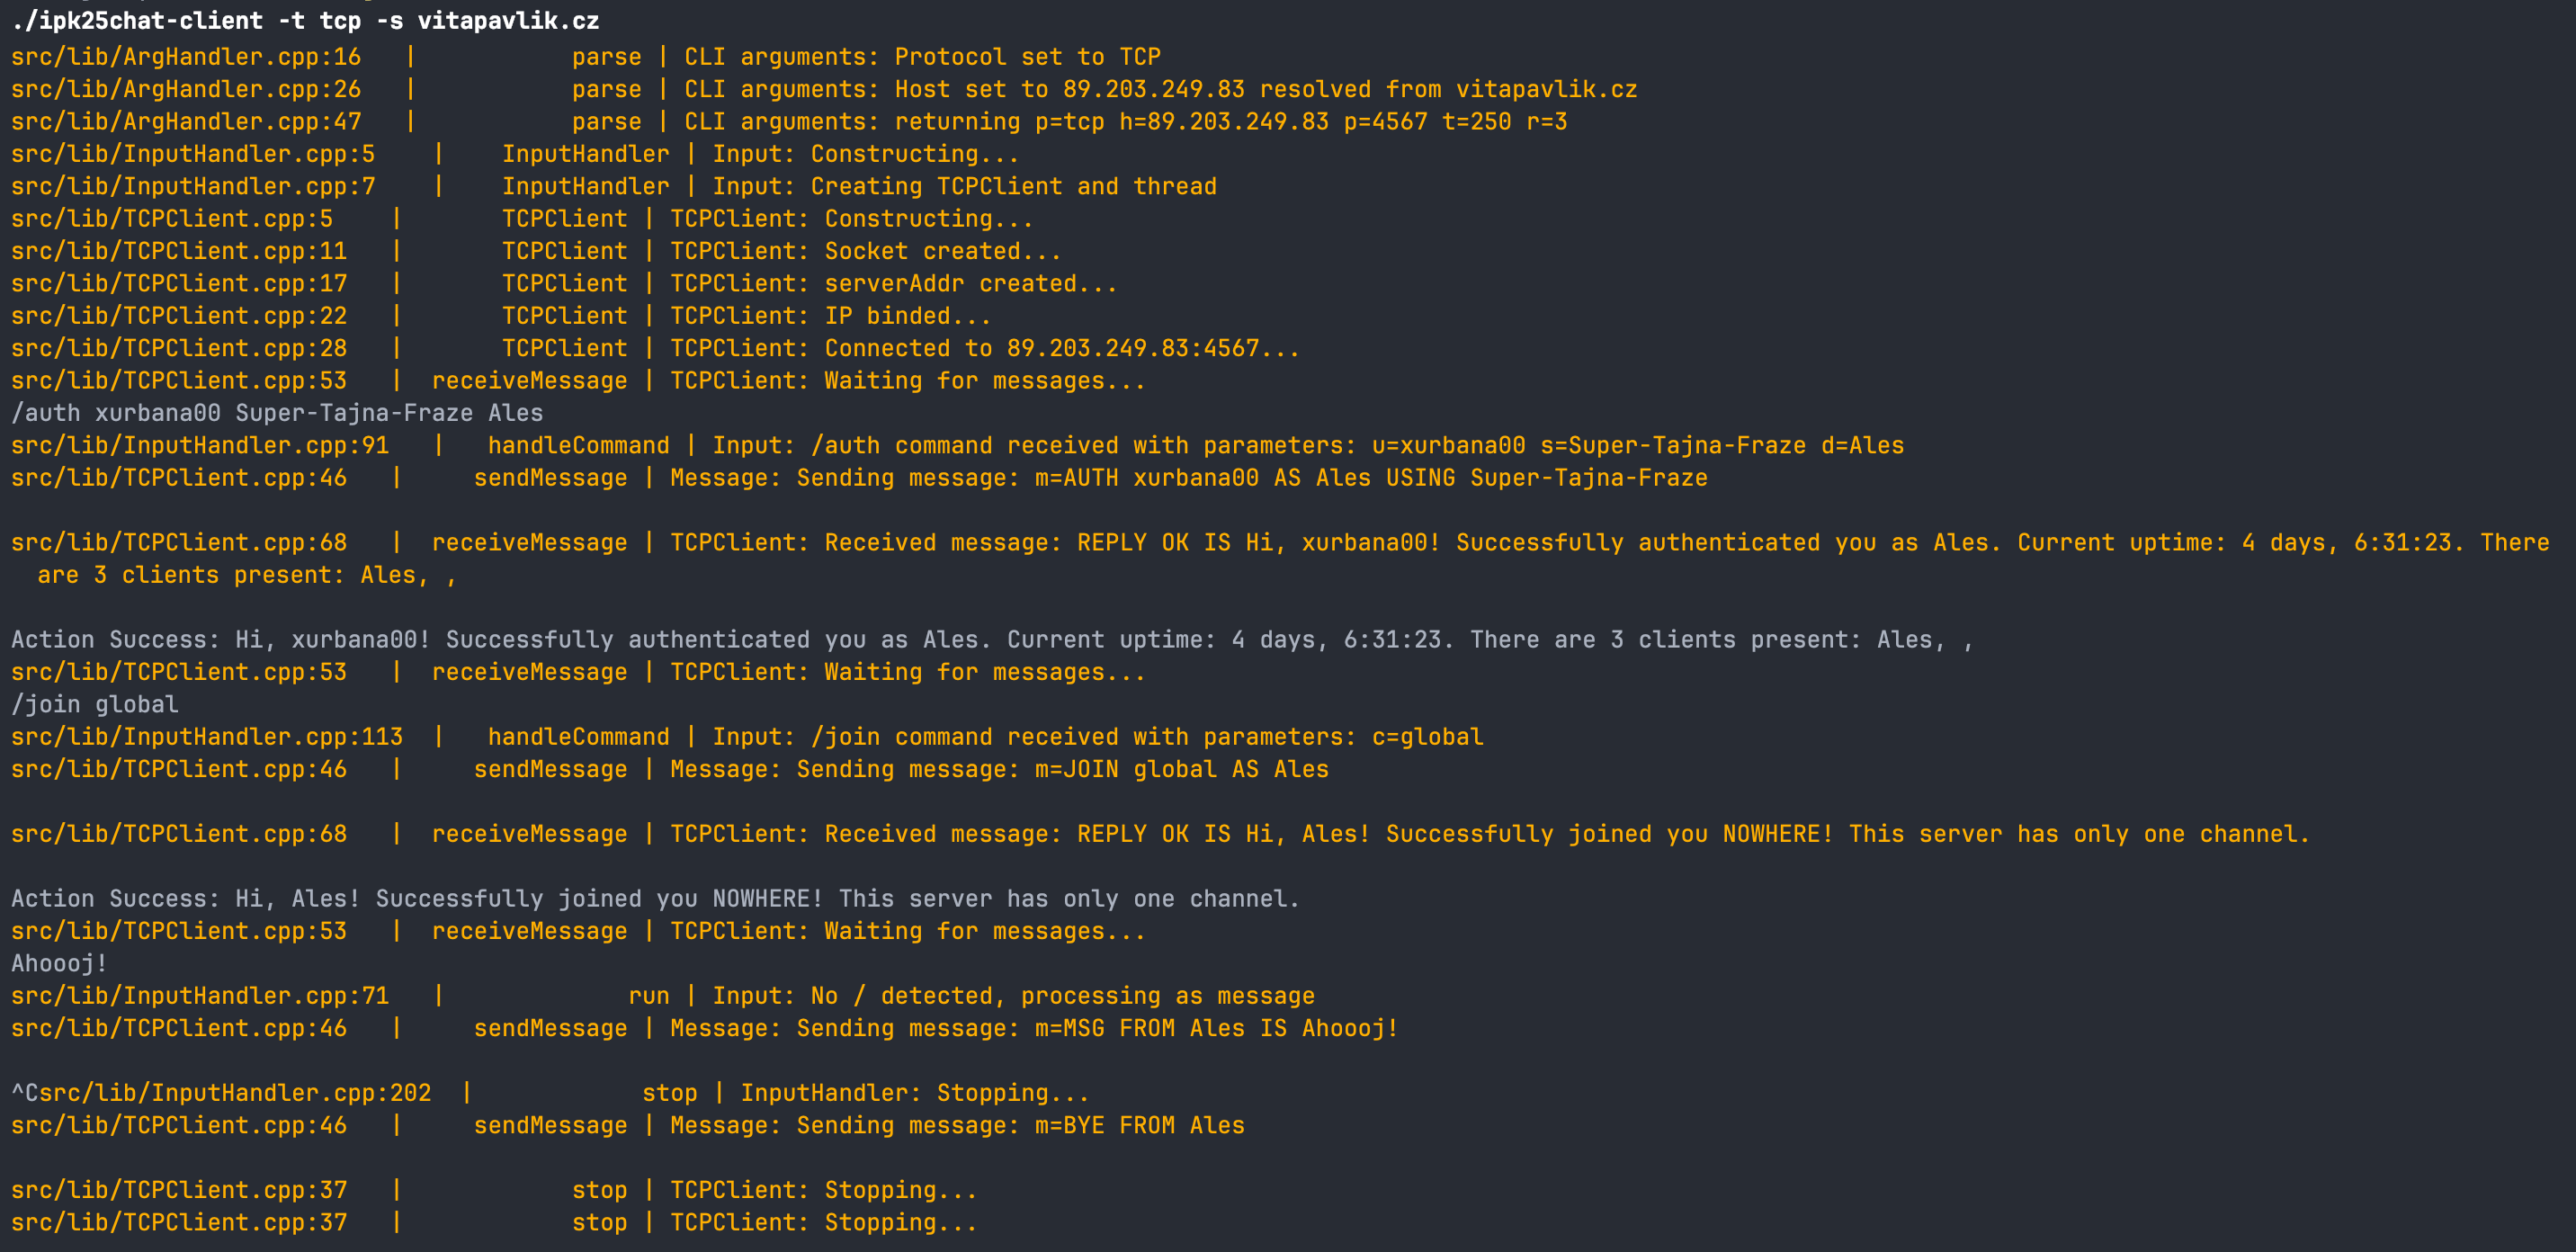 ./ipk25chat-client -t tcp -s vitapavlik.cz
src/lib/ArgHandler.cpp:16   |           parse | CLI arguments: Protocol set to TCP
src/lib/ArgHandler.cpp:26   |           parse | CLI arguments: Host set to 89.203.249.83 resolved from vitapavlik.cz
src/lib/ArgHandler.cpp:47   |           parse | CLI arguments: returning p=tcp h=89.203.249.83 p=4567 t=250 r=3
src/lib/InputHandler.cpp:5    |    InputHandler | Input: Constructing...
src/lib/InputHandler.cpp:7    |    InputHandler | Input: Creating TCPClient and thread
src/lib/TCPClient.cpp:5    |       TCPClient | TCPClient: Constructing...
src/lib/TCPClient.cpp:11   |       TCPClient | TCPClient: Socket created...
src/lib/TCPClient.cpp:17   |       TCPClient | TCPClient: serverAddr created...
src/lib/TCPClient.cpp:22   |       TCPClient | TCPClient: IP binded...
src/lib/TCPClient.cpp:28   |       TCPClient | TCPClient: Connected to 89.203.249.83:4567...
src/lib/TCPClient.cpp:53   |  receiveMessage | TCPClient: Waiting for messages...
/auth xurbana00 Super-Tajna-Fraze Ales
src/lib/InputHandler.cpp:91   |   handleCommand | Input: /auth command received with parameters: u=xurbana00 s=Super-Tajna-Fraze d=Ales
src/lib/TCPClient.cpp:46   |     sendMessage | Message: Sending message: m=AUTH xurbana00 AS Ales USING Super-Tajna-Fraze
src/lib/TCPClient.cpp:68   |  receiveMessage | TCPClient: Received message: REPLY OK IS Hi, xurbana00! Successfully authenticated you as Ales. Current uptime: 4 days, 6:31:23. There
are 3 clients present: Ales, ,
Action Success: Hi, xurbana00! Successfully authenticated you as Ales. Current uptime: 4 days, 6:31:23. There are 3 clients present: Ales, ,
src/lib/TCPClient.cpp:53   |  receiveMessage | TCPClient: Waiting for messages...
/join global
src/lib/InputHandler.cpp:113  |   handleCommand | Input: /join command received with parameters: c=global
src/lib/TCPClient.cpp:46   |     sendMessage | Message: Sending message: m=JOIN global AS Ales
src/lib/TCPClient.cpp:68   |  receiveMessage | TCPClient: Received message: REPLY OK IS Hi, Ales! Successfully joined you NOWHERE! This server has only one channel.
Action Success: Hi, Ales! Successfully joined you NOWHERE! This server has only one channel.
src/lib/TCPClient.cpp:53   |  receiveMessage | TCPClient: Waiting for messages...
Ahoooj!
src/lib/InputHandler.cpp:71   |             run | Input: No / detected, processing as message
src/lib/TCPClient.cpp:46   |     sendMessage | Message: Sending message: m=MSG FROM Ales IS Ahoooj!
^Csrc/lib/InputHandler.cpp:202  |            stop | InputHandler: Stopping...
src/lib/TCPClient.cpp:46   |     sendMessage | Message: Sending message: m=BYE FROM Ales
src/lib/TCPClient.cpp:37   |            stop | TCPClient: Stopping...
src/lib/TCPClient.cpp:37   |            stop | TCPClient: Stopping...